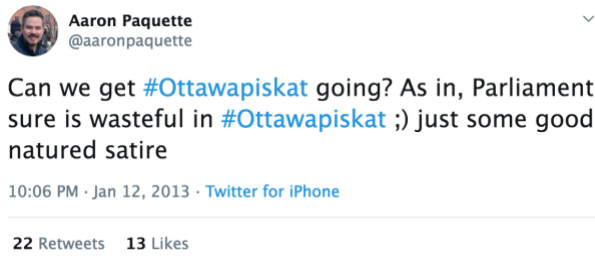 Aaron Paquette
@aaronpaquette
Can we get #Ottawapiskat going? As in, Parliament
sure is wasteful in #Ottawapiskat ;) just some good
natured satire
10:06 PM · Jan 12, 2013 · Twitter for iPhone
22 Retweets 13 Likes